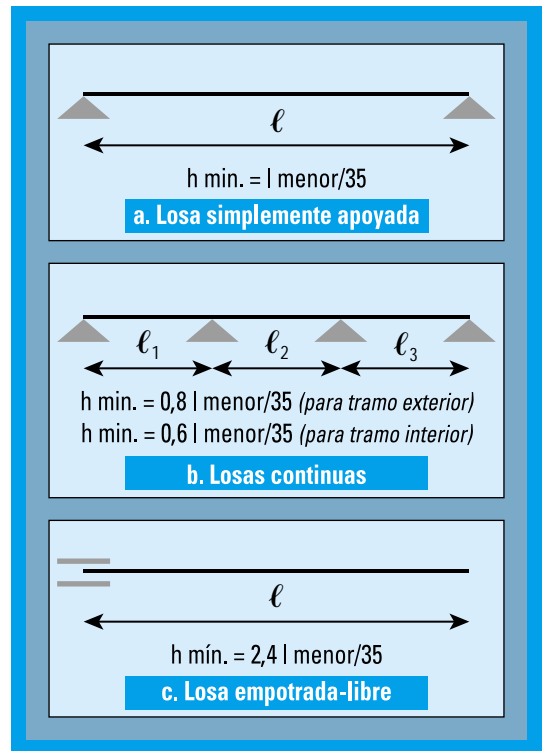 ℓ
h min. = l menor/35
a. Losa simplemente apoyada
ℓ₁ ℓ₂ ℓ₃
h min. = 0,8 l menor/35 (para tramo exterior)
h min. = 0,6 l menor/35 (para tramo interior)
b. Losas continuas
ℓ
h mín. = 2,4 l menor/35
c. Losa empotrada-libre